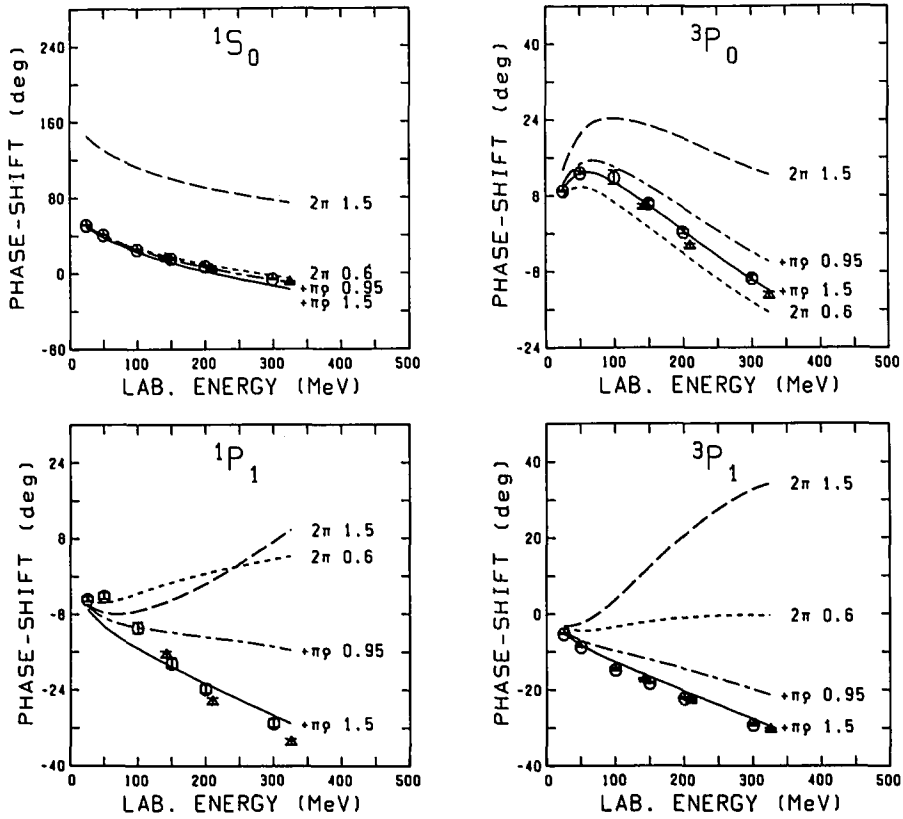 PHASE-SHIFT (deg)
240
160
80
0
-80
¹S₀
2π 1.5
2π 0.6
+πρ 0.95
+πρ 1.5
0 100 200 300 400 500
LAB. ENERGY (MeV)
PHASE-SHIFT (deg)
40
24
8
-8
-24
³P₀
2π 1.5
+πρ 0.95
+πρ 1.5
2π 0.6
0 100 200 300 400 500
LAB. ENERGY (MeV)
PHASE-SHIFT (deg)
24
8
-8
-24
-40
¹P₁
2π 1.5
2π 0.6
+πρ 0.95
+πρ 1.5
0 100 200 300 400 500
LAB. ENERGY (MeV)
PHASE-SHIFT (deg)
40
20
0
-20
-40
³P₁
2π 1.5
2π 0.6
+πρ 0.95
+πρ 1.5
0 100 200 300 400 500
LAB. ENERGY (MeV)